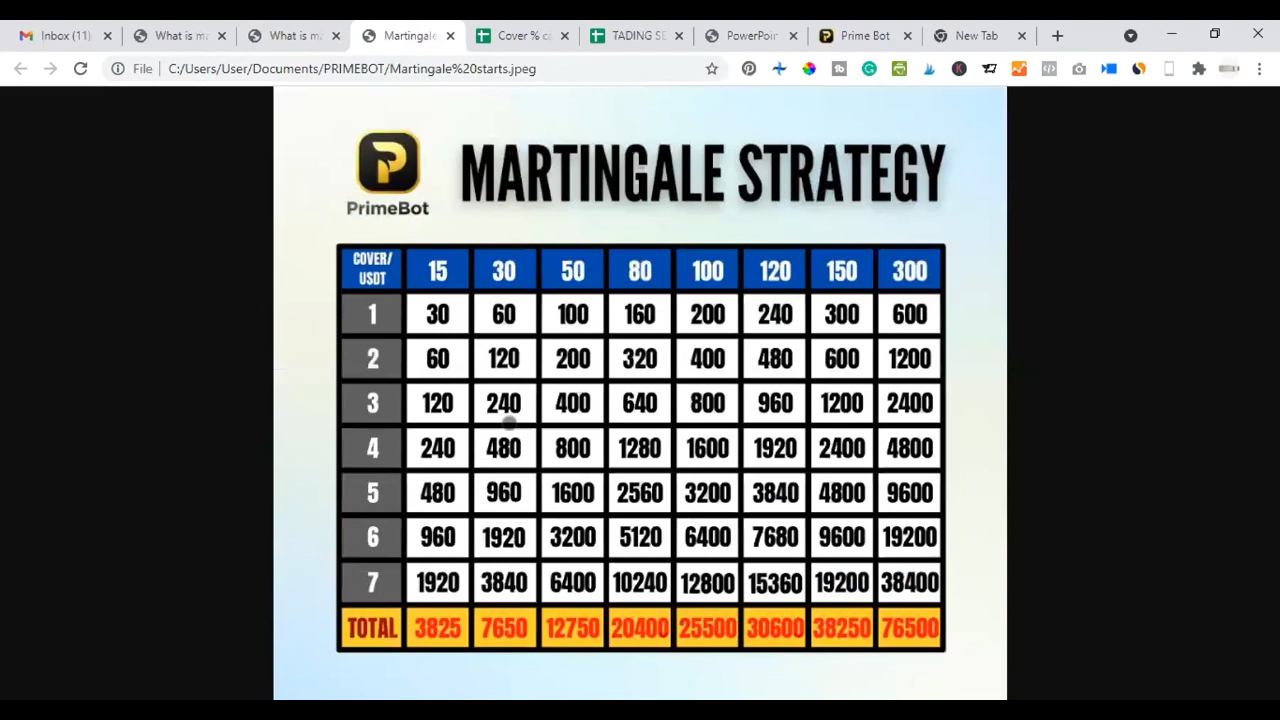 Inbox (11)
What is ma
What is ma
Martingale
Cover % ca
TADING SE
PowerPoin
Prime Bot
New Tab
File
C:/Users/User/Documents/PRIMEBOT/Martingale%20starts.jpeg
PrimeBot
MARTINGALE STRATEGY
COVER/
USDT 15 30 50 80 100 120 150 300
1 30 60 100 160 200 240 300 600
2 60 120 200 320 400 480 600 1200
3 120 240 400 640 800 960 1200 2400
4 240 480 800 1280 1600 1920 2400 4800
5 480 960 1600 2560 3200 3840 4800 9600
6 960 1920 3200 5120 6400 7680 9600 19200
7 1920 3840 6400 10240 12800 15360 19200 38400
TOTAL 3825 7650 12750 20400 25500 30600 38250 76500